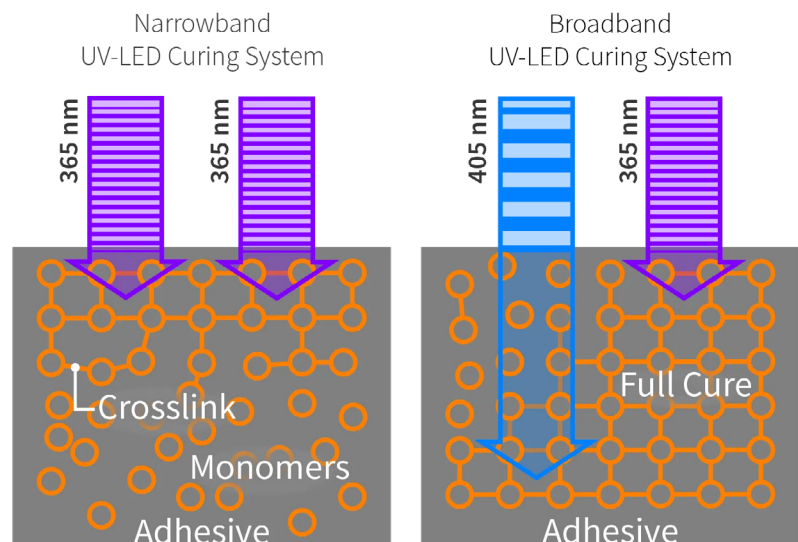 Narrowband
UV-LED Curing System
Broadband
UV-LED Curing System
365 nm
365 nm
405 nm
365 nm
Crosslink
Monomers
Adhesive
Full Cure
Adhesive